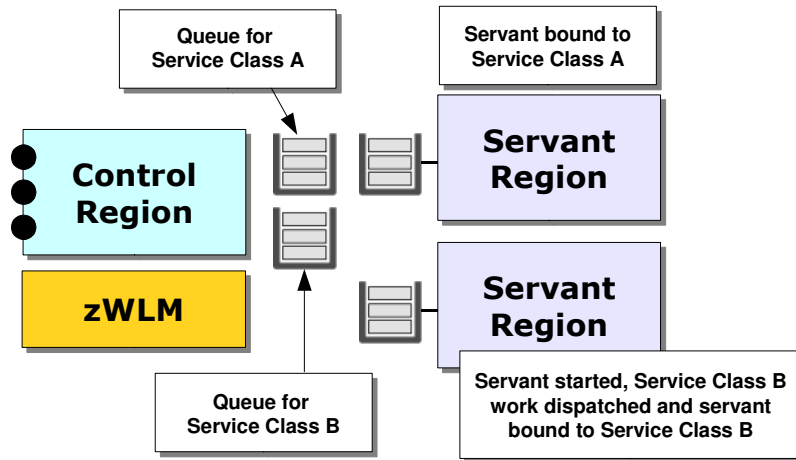 Queue for
Service Class A
Servant bound to
Service Class A
Control
Region
Servant
Region
zWLM
Servant
Region
Queue for
Service Class B
Servant started, Service Class B
work dispatched and servant
bound to Service Class B